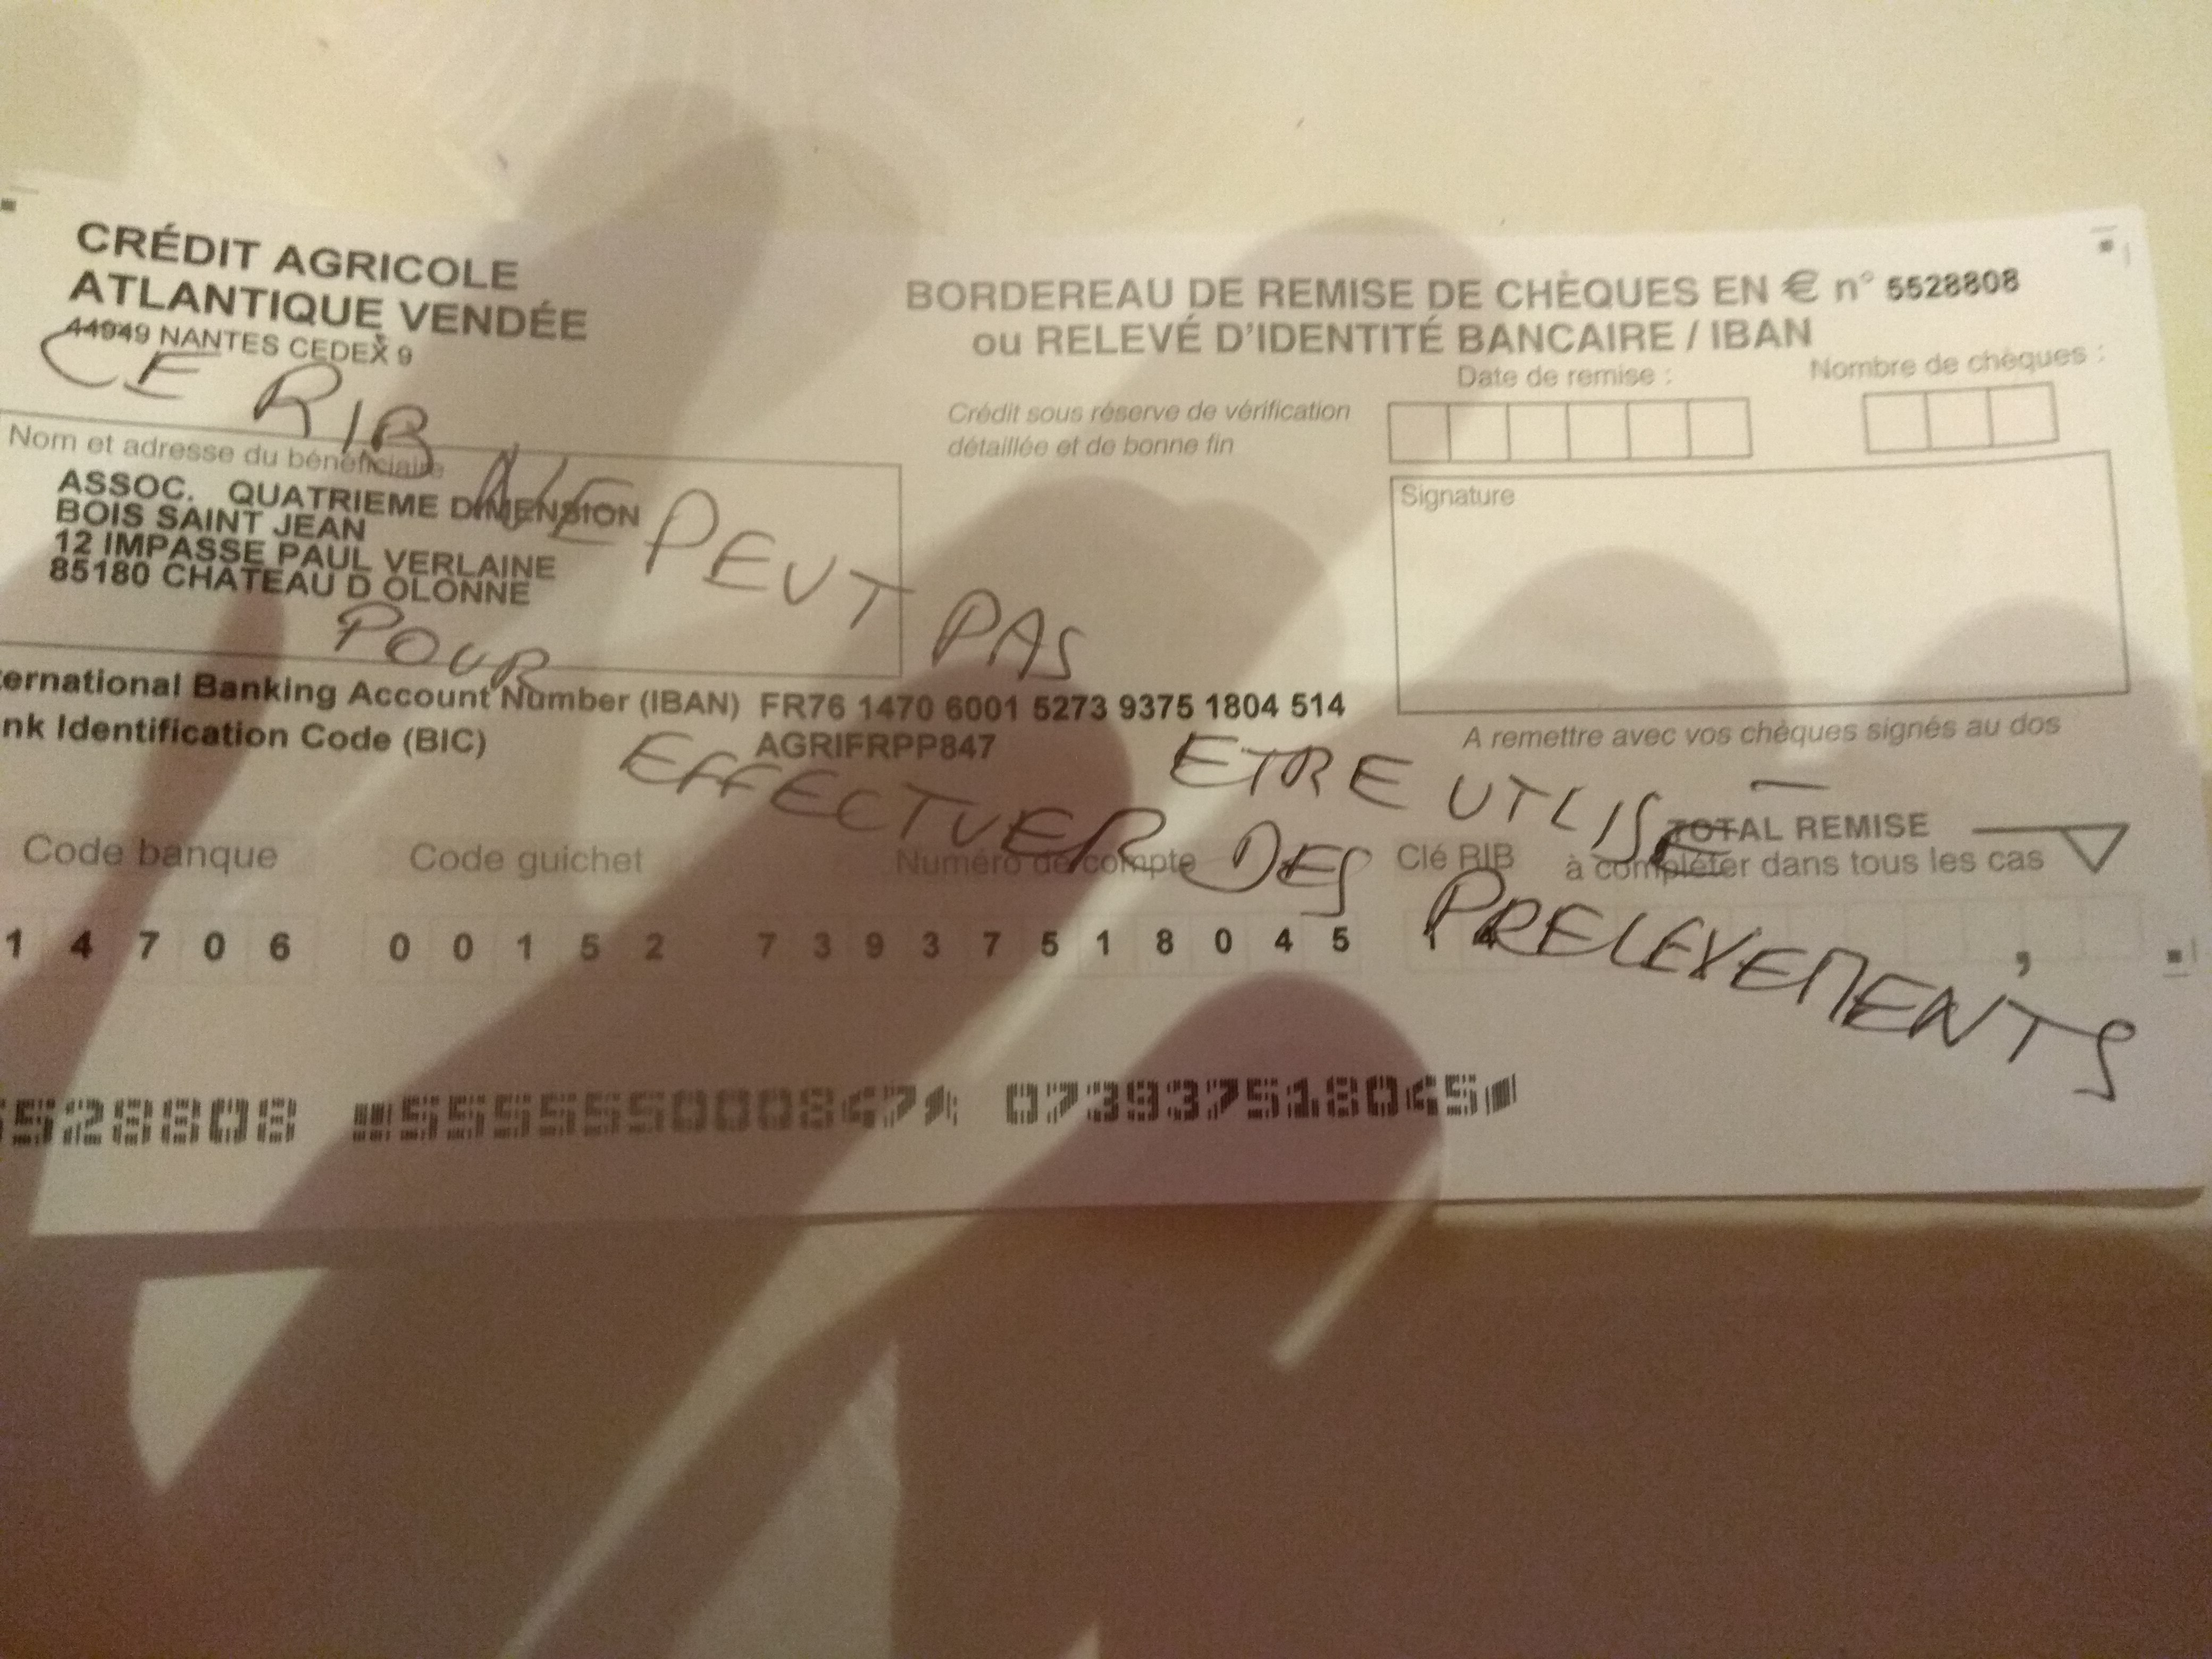 CRÉDIT AGRICOLE
ATLANTIQUE VENDÉE
44949 NANTES CEDEX 9
BORDEREAU DE REMISE DE CHÈQUES EN € n° 5528808
ou RELEVÉ D'IDENTITÉ BANCAIRE / IBAN
Date de remise :
Nombre de chèques :
Crédit sous réserve de vérification
détaillée et de bonne fin
Signature
Nom et adresse du bénéficiaire
ASSOC. QUATRIEME DIMENSION
BOIS SAINT JEAN
12 IMPASSE PAUL VERLAINE
85180 CHATEAU D OLONNE
CE RIB NE PEUT PAS
ETRE UTLISE
POUR
EFFECTUER DES
PRELEVEMENTS
ternational Banking Account Number (IBAN) FR76 1470 6001 5273 9375 1804 514
nk Identification Code (BIC) AGRIFRPP847
A remettre avec vos chèques signés au dos
TOTAL REMISE
à compléter dans tous les cas
Code banque Code guichet Numéro de compte Clé RIB
1 4 7 0 6 0 0 1 5 2 7 3 9 3 7 5 1 8 0 4 5 1 4 ,
5528808 555555000847 073937518045